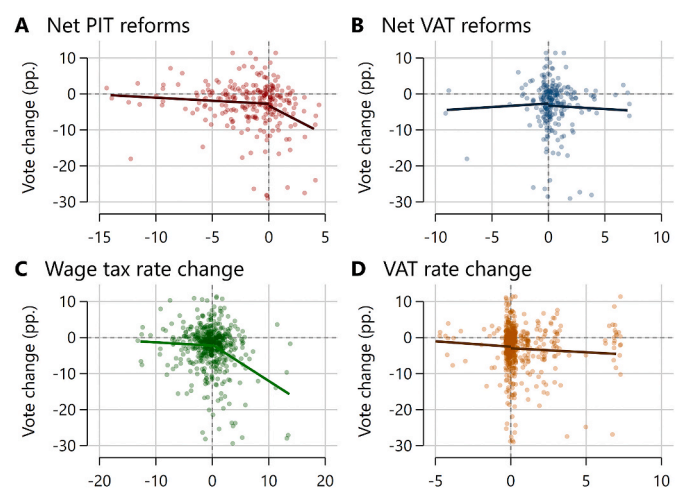 A Net PIT reforms
Vote change (pp.)
10
0
-10
-20
-30
-15 -10 -5 0 5
B Net VAT reforms
Vote change (pp.)
10
0
-10
-20
-30
-10 -5 0 5 10
C Wage tax rate change
Vote change (pp.)
10
0
-10
-20
-30
-20 -10 0 10 20
D VAT rate change
Vote change (pp.)
10
0
-10
-20
-30
-5 0 5 10